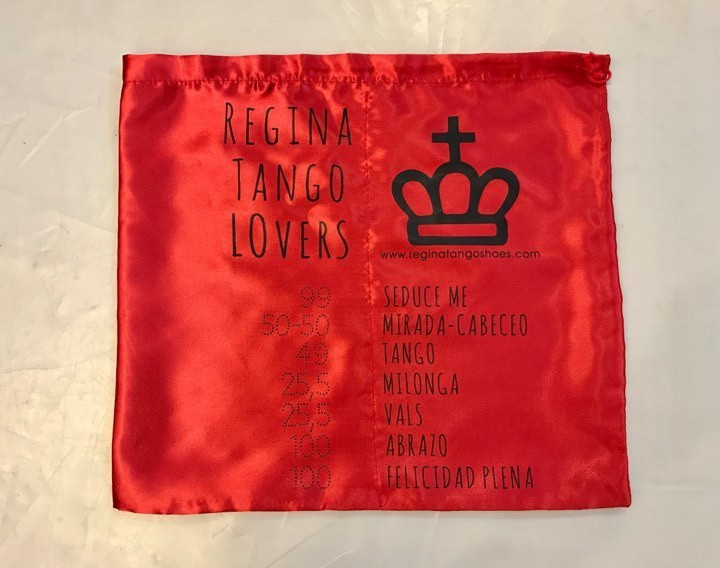 Regina
Tango
LOvers
www.reginatangoshoes.com
99 SEDUCE ME
50-50 MIRADA-CABECEO
49 TANGO
25,5 MILONGA
25,5 VALS
100 ABRAZO
100 FELICIDAD PLENA